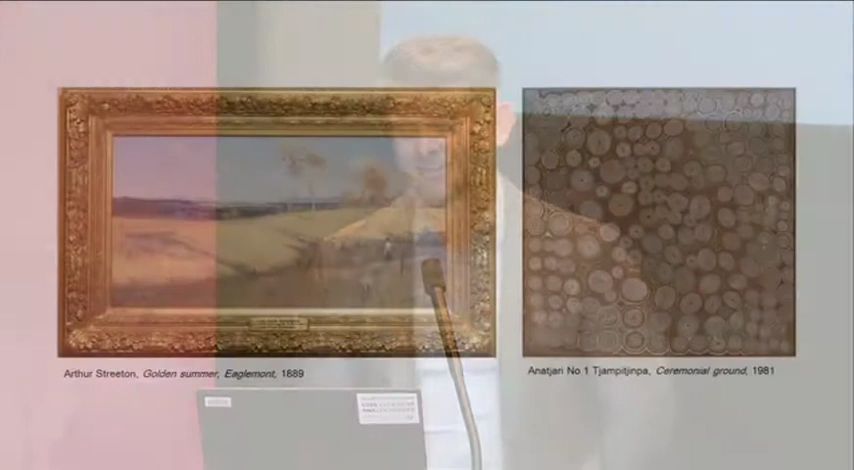 Arthur Streeton, Golden summer, Eaglemont, 1889
Anatjari No 1 Tjampitjinpa, Ceremonial ground, 1981